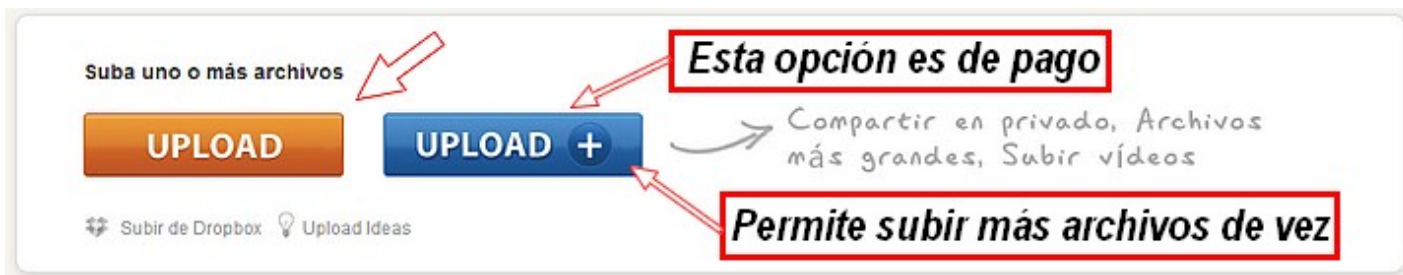 Esta opción es de pago
Suba uno o más archivos
UPLOAD
UPLOAD +
Compartir en privado, Archivos
más grandes, Subir vídeos
Subir de Dropbox Upload Ideas
Permite subir más archivos de vez